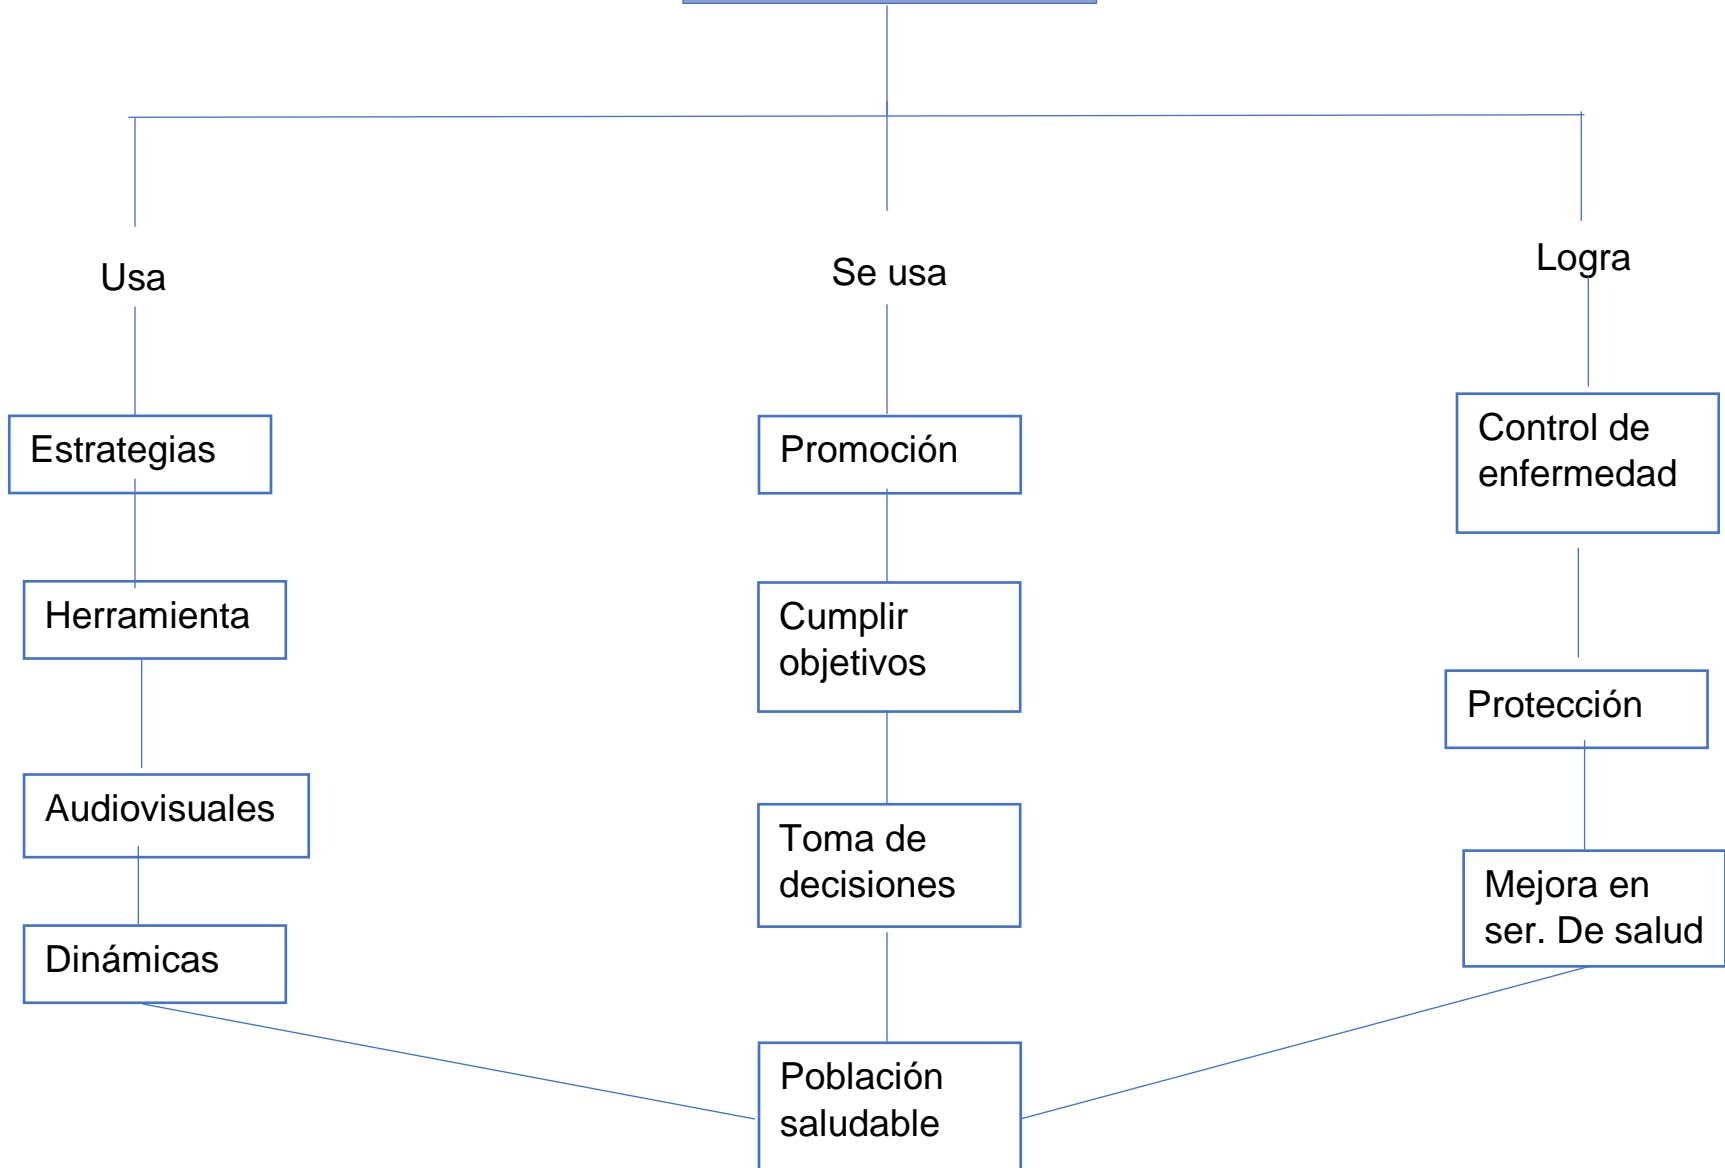 Usa
Se usa
Logra
Estrategias
Promoción
Control de
enfermedad
Herramienta
Cumplir
objetivos
Protección
Audiovisuales
Toma de
decisiones
Mejora en
ser. De salud
Dinámicas
Población
saludable